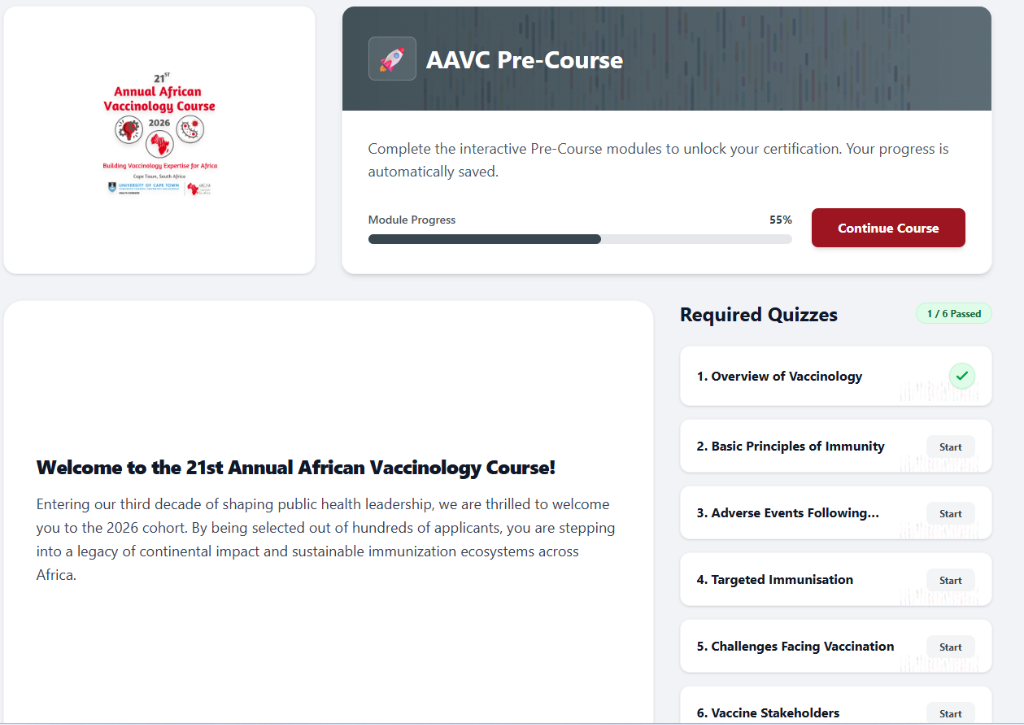 21st
Annual African
Vaccinology Course
2026
Building Vaccinology Expertise for Africa
Cape Town, South Africa
UNIVERSITY OF CAPE TOWN
AAVC Pre-Course
Complete the interactive Pre-Course modules to unlock your certification. Your progress is
automatically saved.
Module Progress
55%
Continue Course
Welcome to the 21st Annual African Vaccinology Course!
Entering our third decade of shaping public health leadership, we are thrilled to welcome
you to the 2026 cohort. By being selected out of hundreds of applicants, you are stepping
into a legacy of continental impact and sustainable immunization ecosystems across
Africa.
Required Quizzes
1 / 6 Passed
1. Overview of Vaccinology
2. Basic Principles of Immunity
Start
3. Adverse Events Following...
Start
4. Targeted Immunisation
Start
5. Challenges Facing Vaccination
Start
6. Vaccine Stakeholders
Start